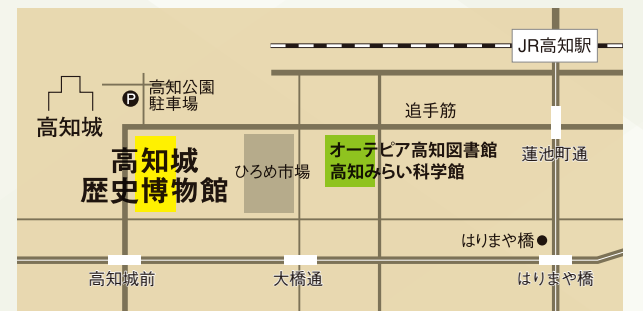 JR高知駅
P
高知公園
駐車場
高知城
追手筋
蓮池町通
高知城
歴史博物館
ひろめ市場
オーテピア高知図書館
高知みらい科学館
はりまや橋
高知城前
大橋通
はりまや橋